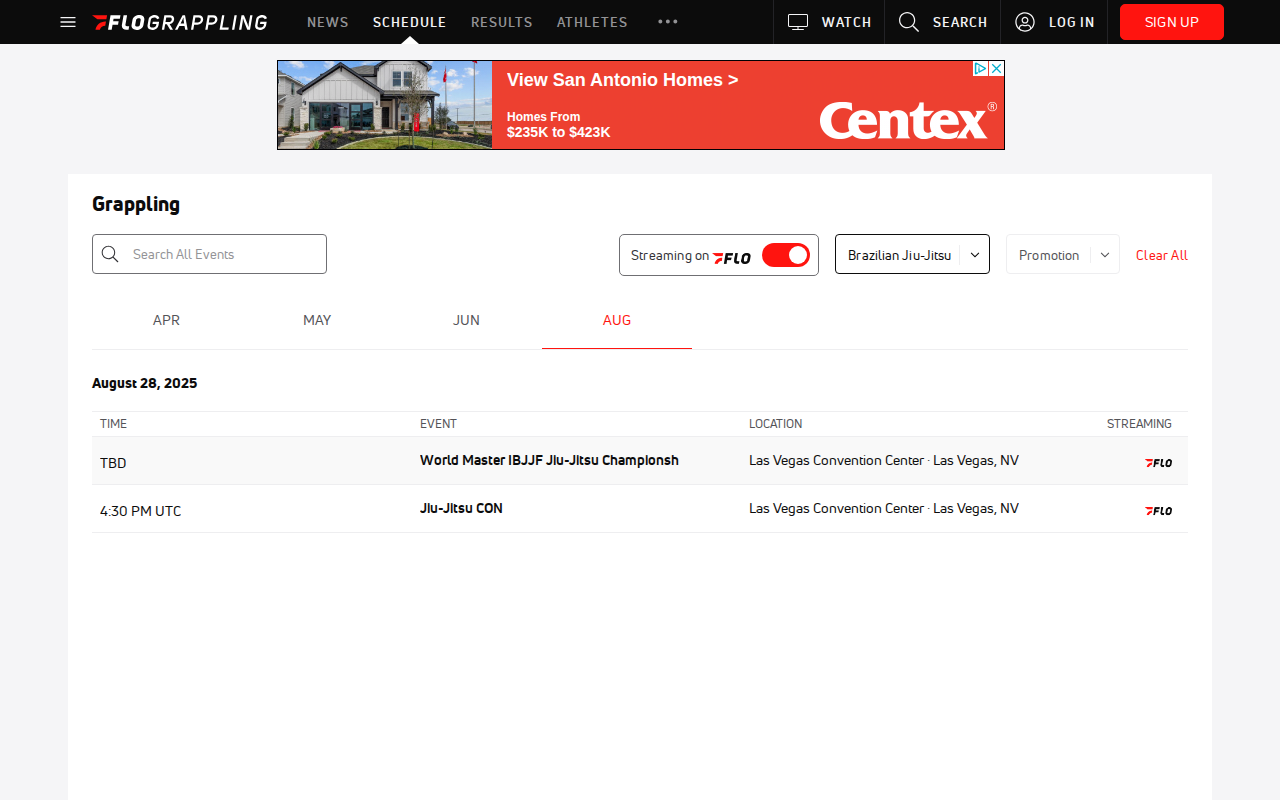 FLOGRAPPLING NEWS SCHEDULE RESULTS ATHLETES ••• WATCH SEARCH LOG IN SIGN UP
View San Antonio Homes >
Homes From
$235K to $423K
Centex®
Grappling
Search All Events Streaming on FLO Brazilian Jiu-Jitsu Promotion Clear All
APR MAY JUN AUG
August 28, 2025
TIME EVENT LOCATION STREAMING
TBD World Master IBJJF Jiu-Jitsu Championsh Las Vegas Convention Center · Las Vegas, NV FLO
4:30 PM UTC Jiu-Jitsu CON Las Vegas Convention Center · Las Vegas, NV FLO